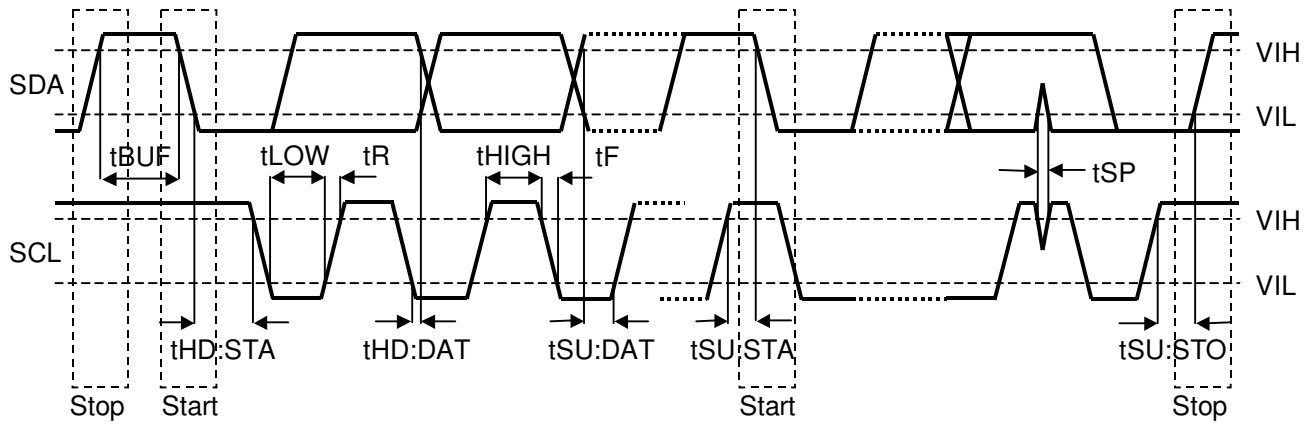 SDA
VIH
VIL
tBUF
tLOW
tR
tHIGH
tF
tSP
SCL
VIH
VIL
tHD:STA
tHD:DAT
tSU:DAT
tSU:STA
tSU:STO
Stop
Start
Start
Stop